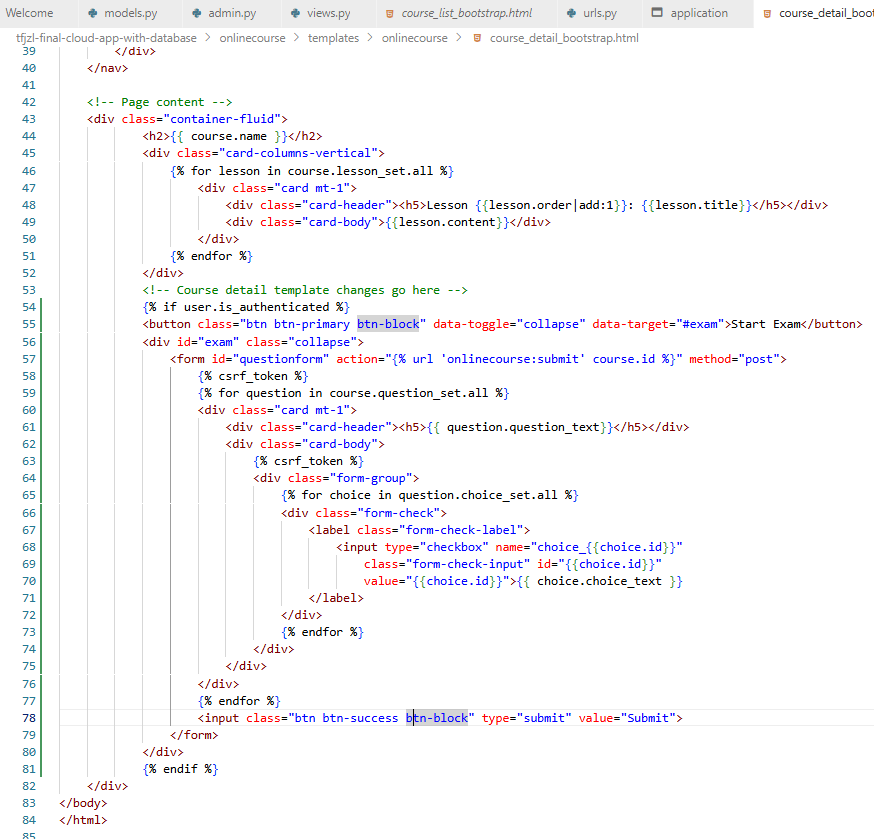 Welcome models.py admin.py views.py course_list_bootstrap.html urls.py application course_detail_boot
tfjzl-final-cloud-app-with-database > onlinecourse > templates > onlinecourse > course_detail_bootstrap.html
39 </div>
40 </nav>
41
42 <!-- Page content -->
43 <div class="container-fluid">
44 <h2>{{ course.name }}</h2>
45 <div class="card-columns-vertical">
46 {% for lesson in course.lesson_set.all %}
47 <div class="card mt-1">
48 <div class="card-header"><h5>Lesson {{lesson.order|add:1}}: {{lesson.title}}</h5></div>
49 <div class="card-body">{{lesson.content}}</div>
50 </div>
51 {% endfor %}
52 </div>
53 <!-- Course detail template changes go here -->
54 {% if user.is_authenticated %}
55 <button class="btn btn-primary btn-block" data-toggle="collapse" data-target="#exam">Start Exam</button>
56 <div id="exam" class="collapse">
57 <form id="questionform" action="{% url 'onlinecourse:submit' course.id %}" method="post">
58 {% csrf_token %}
59 {% for question in course.question_set.all %}
60 <div class="card mt-1">
61 <div class="card-header"><h5>{{ question.question_text}}</h5></div>
62 <div class="card-body">
63 {% csrf_token %}
64 <div class="form-group">
65 {% for choice in question.choice_set.all %}
66 <div class="form-check">
67 <label class="form-check-label">
68 <input type="checkbox" name="choice_{{choice.id}}"
69 class="form-check-input" id="{{choice.id}}"
70 value="{{choice.id}}">{{ choice.choice_text }}
71 </label>
72 </div>
73 {% endfor %}
74 </div>
75 </div>
76 </div>
77 {% endfor %}
78 <input class="btn btn-success btn-block" type="submit" value="Submit">
79 </form>
80 </div>
81 {% endif %}
82 </div>
83 </body>
84 </html>
85